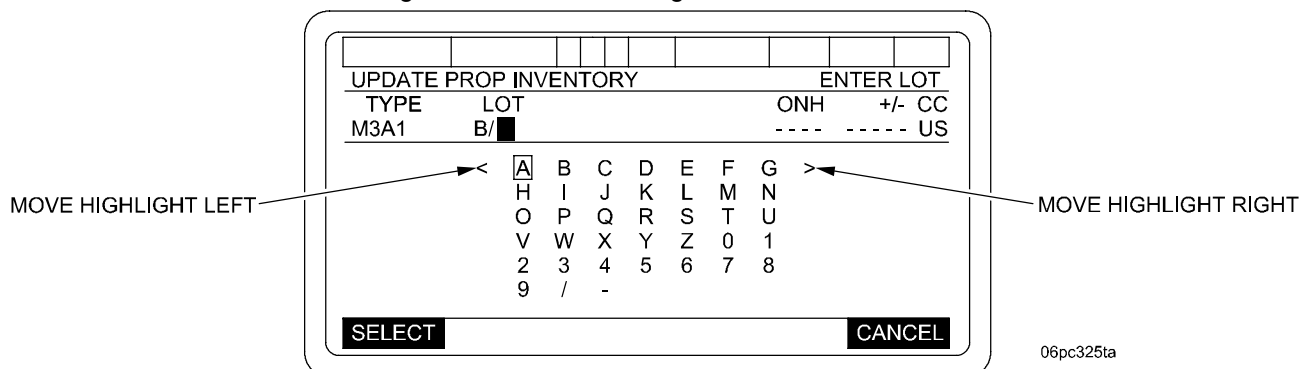 UPDATE PROP INVENTORY ENTER LOT
TYPE LOT ONH +/- CC
M3A1 B/ ---- ----- US
< A B C D E F G >
MOVE HIGHLIGHT LEFT
MOVE HIGHLIGHT RIGHT
H I J K L M N
O P Q R S T U
V W X Y Z 0 1
2 3 4 5 6 7 8
9 / -
SELECT CANCEL
06pc325ta